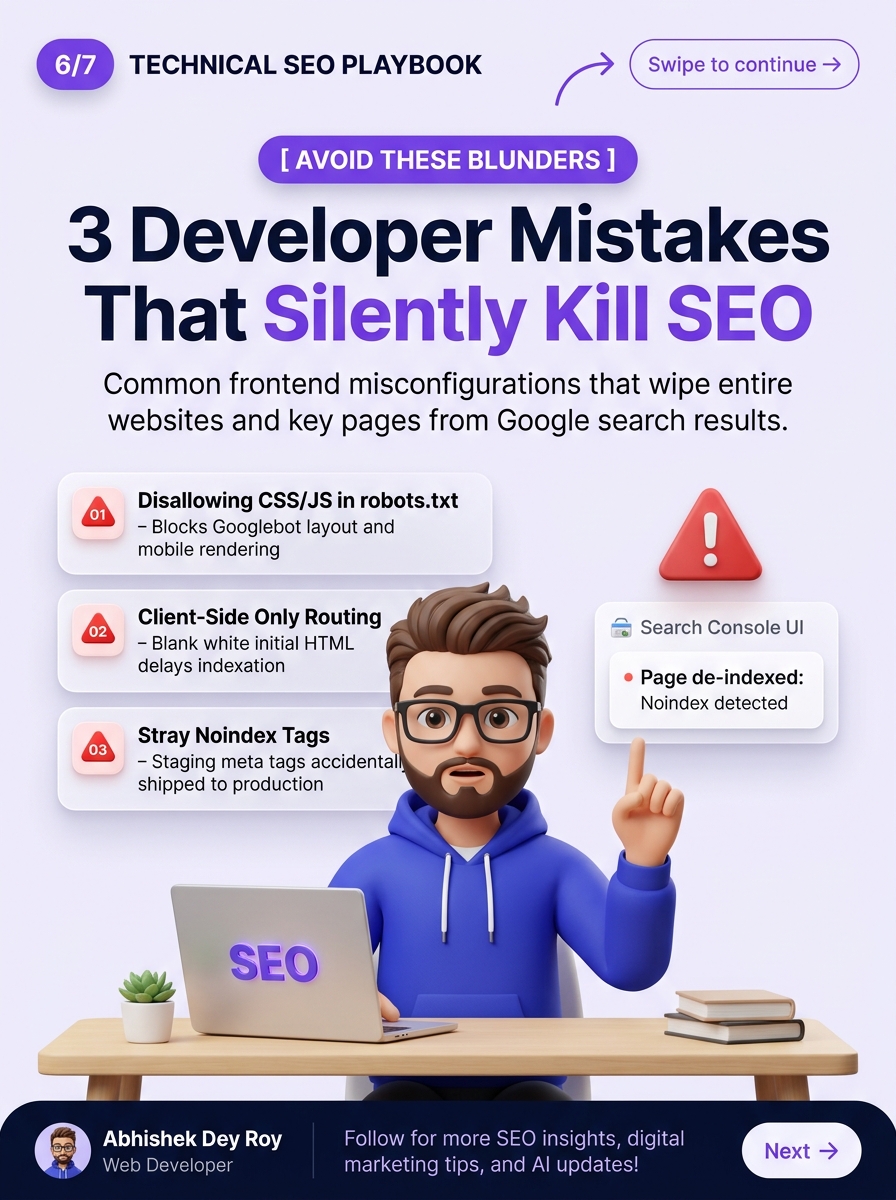 6/7 TECHNICAL SEO PLAYBOOK
Swipe to continue →
[ AVOID THESE BLUNDERS ]
3 Developer Mistakes
That Silently Kill SEO
Common frontend misconfigurations that wipe entire
websites and key pages from Google search results.
01
Disallowing CSS/JS in robots.txt
– Blocks Googlebot layout and
mobile rendering
02
Client-Side Only Routing
– Blank white initial HTML
delays indexation
03
Stray Noindex Tags
– Staging meta tags accidentally
shipped to production
!
Search Console UI
• Page de-indexed:
Noindex detected
SEO
Abhishek Dey Roy
Web Developer
Follow for more SEO insights, digital
marketing tips, and AI updates!
Next →